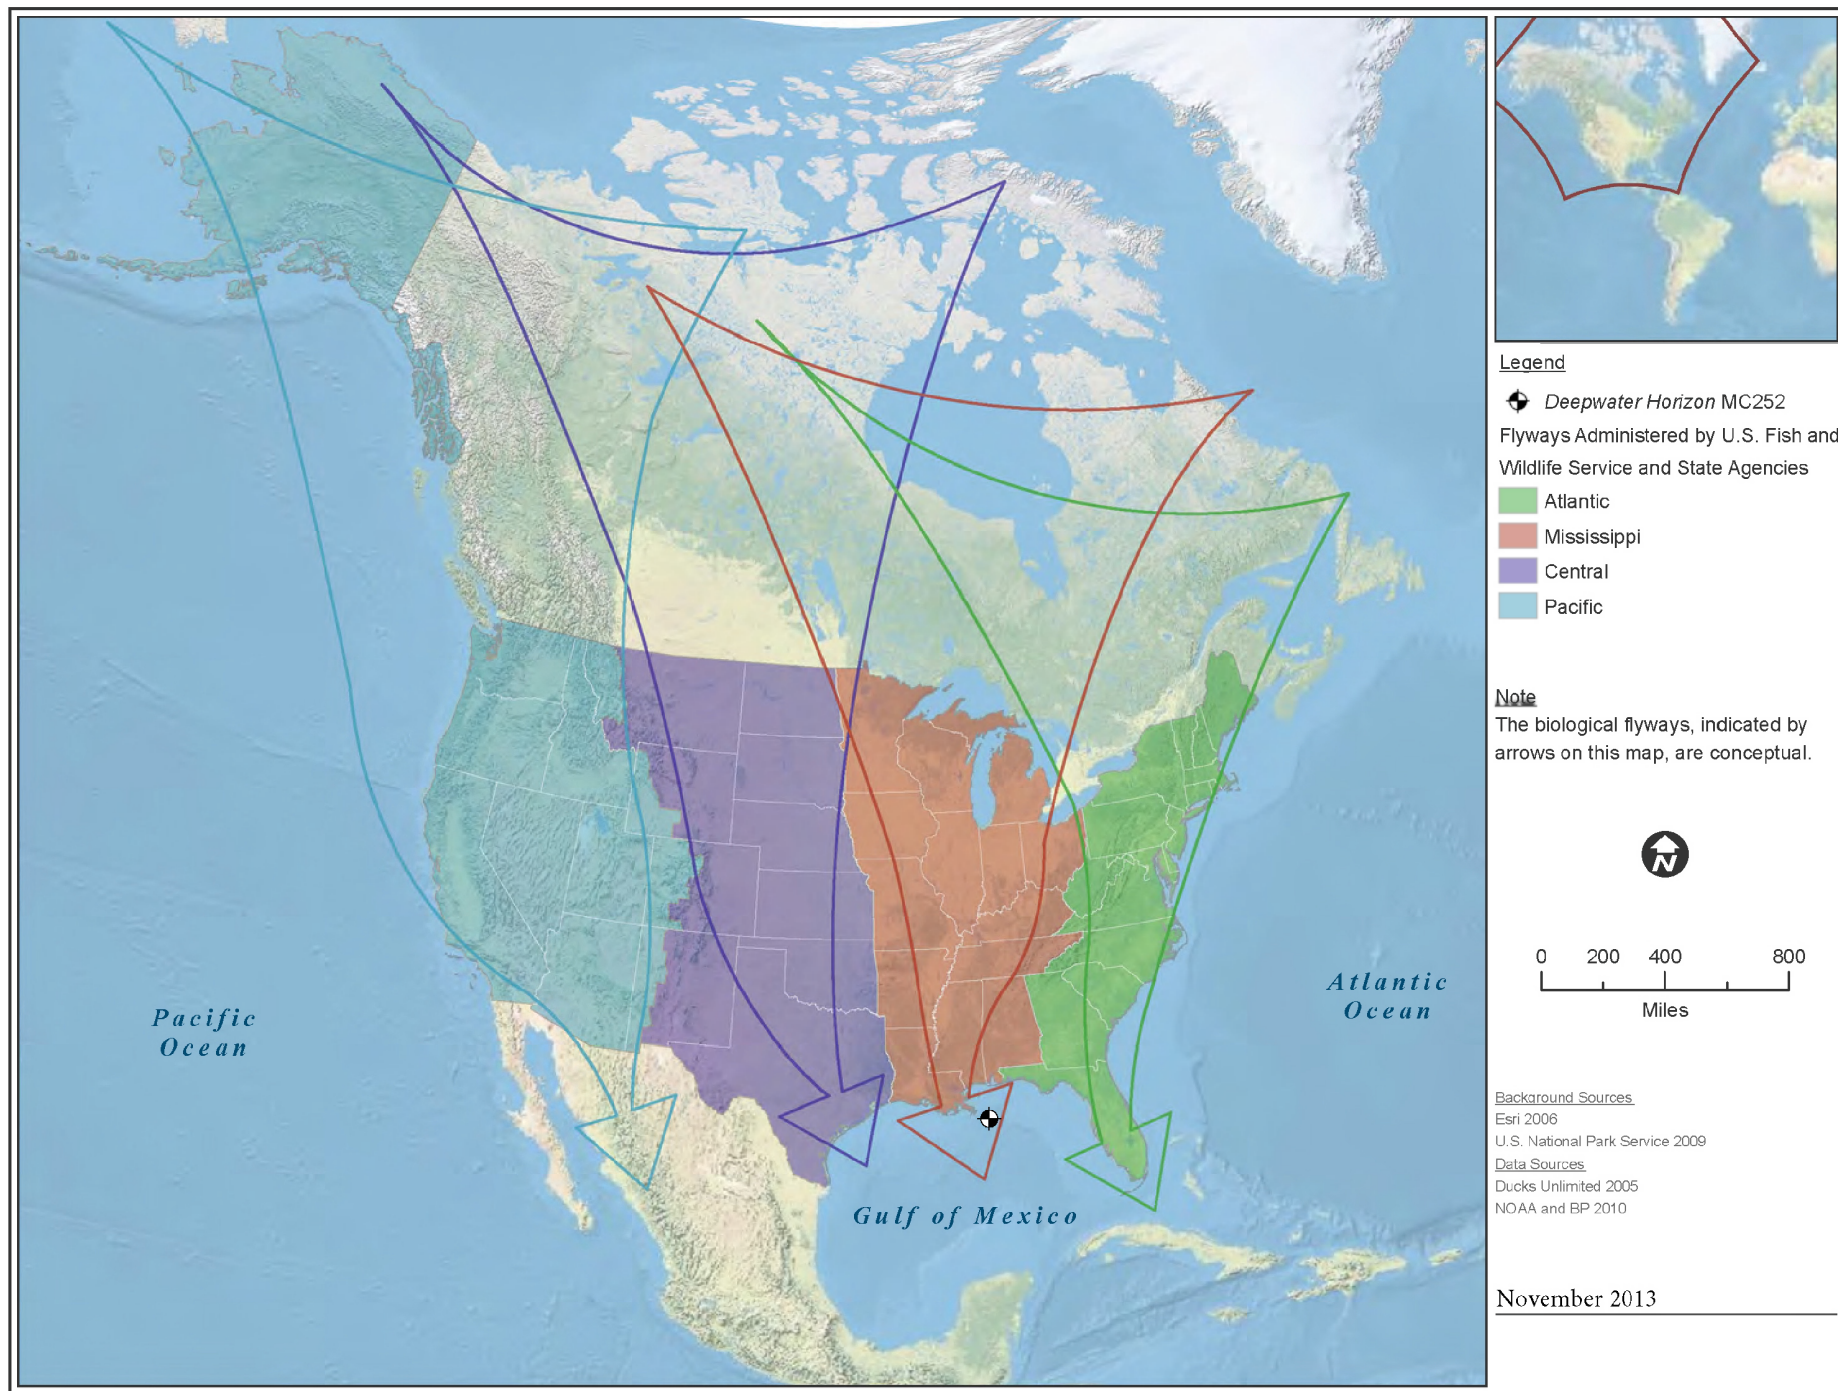 Pacific
Ocean
Atlantic
Ocean
Gulf of Mexico
Legend
Deepwater Horizon MC252
Flyways Administered by U.S. Fish and
Wildlife Service and State Agencies
Atlantic
Mississippi
Central
Pacific
Note
The biological flyways, indicated by
arrows on this map, are conceptual.
N
0 200 400 800
Miles
Background Sources
Esri 2006
U.S. National Park Service 2009
Data Sources
Ducks Unlimited 2005
NOAA and BP 2010
November 2013